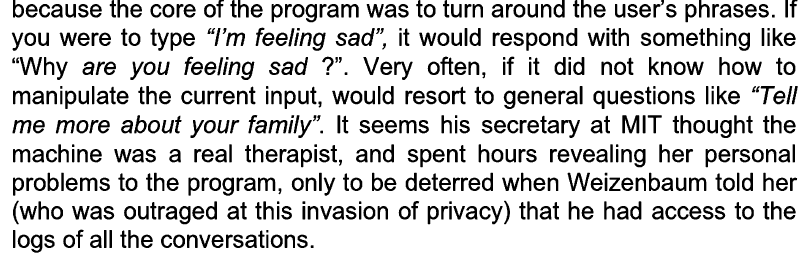 because the core of the program was to turn around the user's phrases. If
you were to type “I'm feeling sad”, it would respond with something like
“Why are you feeling sad ?”. Very often, if it did not know how to
manipulate the current input, would resort to general questions like “Tell
me more about your family”. It seems his secretary at MIT thought the
machine was a real therapist, and spent hours revealing her personal
problems to the program, only to be deterred when Weizenbaum told her
(who was outraged at this invasion of privacy) that he had access to the
logs of all the conversations.